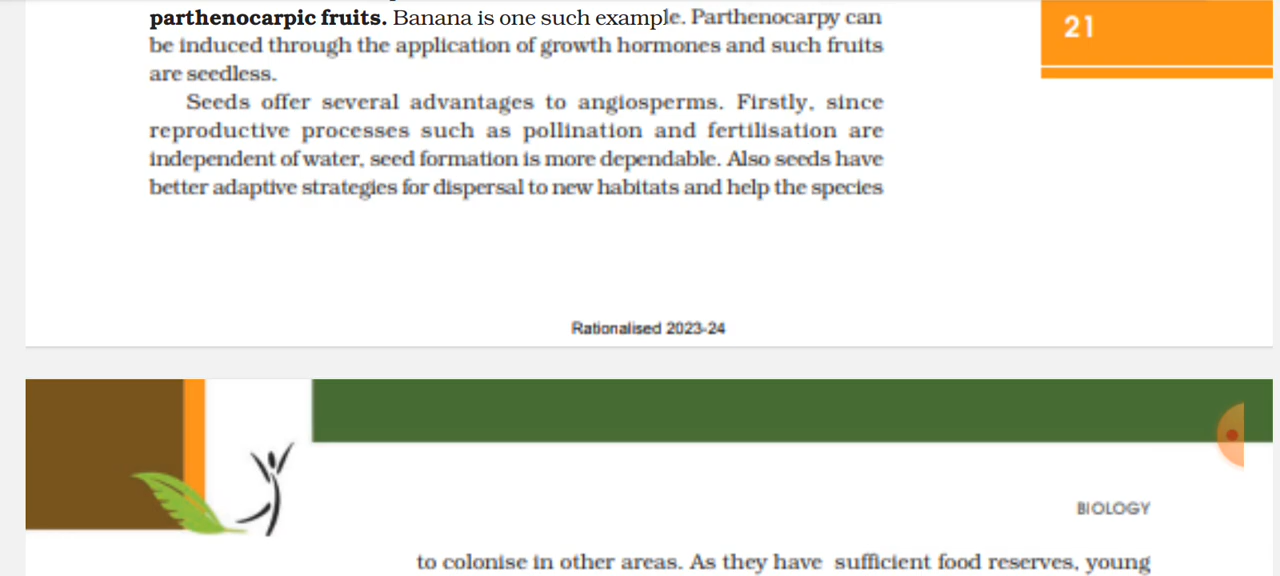 parthenocarpic fruits. Banana is one such example. Parthenocarpy can
21
be induced through the application of growth hormones and such fruits
are seedless.
Seeds offer several advantages to angiosperms. Firstly, since
reproductive processes such as pollination and fertilisation are
independent of water, seed formation is more dependable. Also seeds have
better adaptive strategies for dispersal to new habitats and help the species
Rationalised 2023-24
BIOLOGY
to colonise in other areas. As they have sufficient food reserves, young